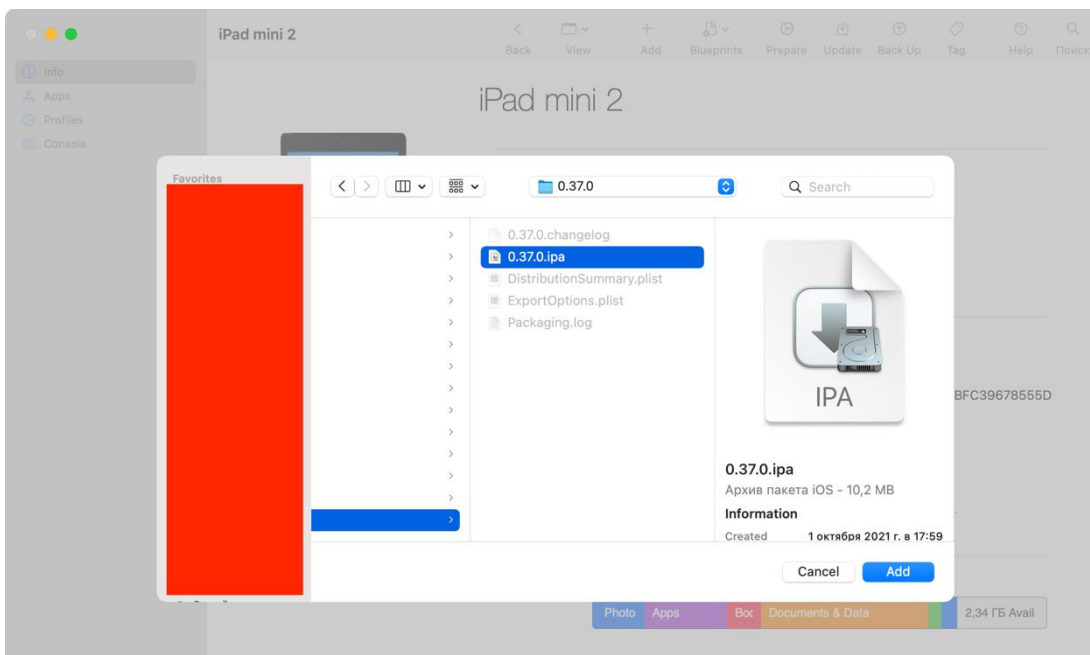 iPad mini 2
Back View Add Blueprints Prepare Update Back Up Tag Help Поиск
Info
Apps
Profiles
Console
iPad mini 2
Favorites
0.37.0
Search
0.37.0.changelog
0.37.0.ipa
DistributionSummary.plist
ExportOptions.plist
Packaging.log
IPA
BFC39678555D
0.37.0.ipa
Архив пакета iOS - 10,2 MB
Information
Created 1 октября 2021 г. в 17:59
Cancel Add
Photo Apps Boo Documents & Data 2,34 ГБ Avail